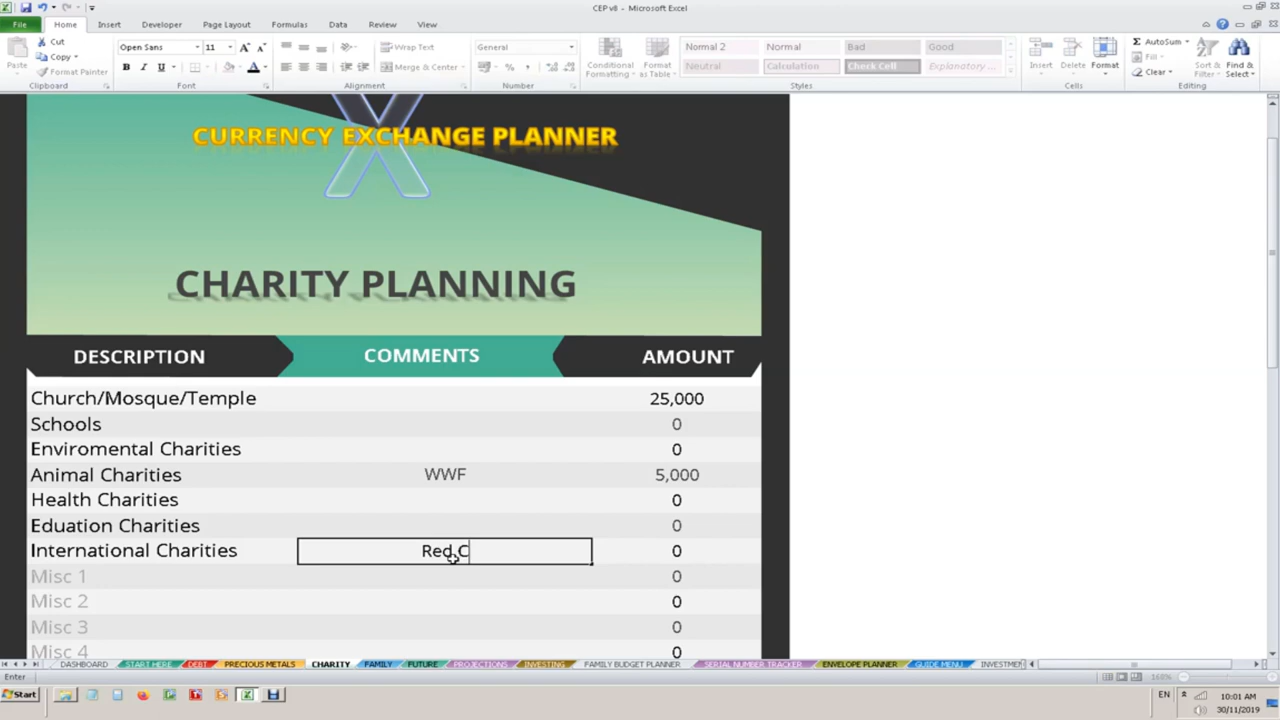 CEP v8 - Microsoft Excel
File Home Insert Developer Page Layout Formulas Data Review View
Cut
Copy
Format Painter
Paste
Clipboard
Open Sans 11
B I U
Font
Wrap Text
Merge & Center
Alignment
General
Number
Conditional Formatting
Format as Table
Normal 2 Normal Bad Good
Neutral Calculation Check Cell Explanatory ...
Styles
Insert Delete Format
Cells
AutoSum
Fill
Clear
Sort & Filter
Find & Select
Editing
X
CURRENCY EXCHANGE PLANNER
CHARITY PLANNING
DESCRIPTION COMMENTS AMOUNT
Church/Mosque/Temple 25,000
Schools 0
Enviromental Charities 0
Animal Charities WWF 5,000
Health Charities 0
Eduation Charities 0
International Charities Red C 0
Misc 1 0
Misc 2 0
Misc 3 0
Misc 4 0
DASHBOARD START HERE DEBT PRECIOUS METALS CHARITY FAMILY FUTURE PROJECTIONS INVESTING FAMILY BUDGET PLANNER SERIAL NUMBER TRACKER ENVELOPE PLANNER GUIDE MENU INVESTMEN
Enter 168%
Start EN 10:01 AM
30/11/2019